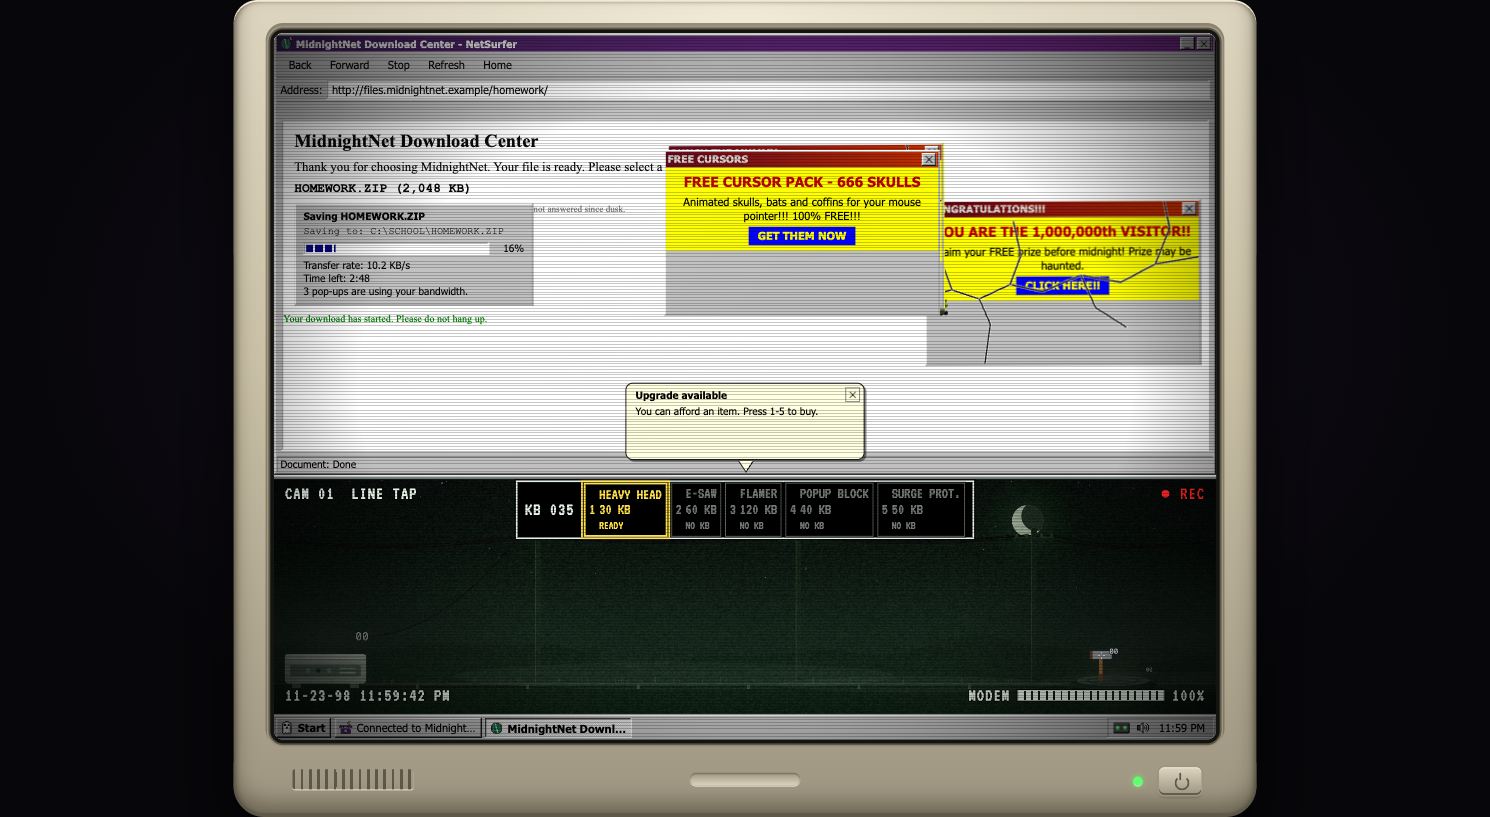 MidnightNet Download Center - NetSurfer
Back Forward Stop Refresh Home
Address: http://files.midnightnet.example/homework/
MidnightNet Download Center
Thank you for choosing MidnightNet. Your file is ready. Please select a
HOMEWORK.ZIP (2,048 KB)
not answered since dusk.
Saving HOMEWORK.ZIP
Saving to: C:\SCHOOL\HOMEWORK.ZIP
16%
Transfer rate: 10.2 KB/s
Time left: 2:48
3 pop-ups are using your bandwidth.
Your download has started. Please do not hang up.
FREE CURSORS
FREE CURSOR PACK - 666 SKULLS
Animated skulls, bats and coffins for your mouse
pointer!!! 100% FREE!!!
GET THEM NOW
NGRATULATIONS!!!
OU ARE THE 1,000,000th VISITOR!!
aim your FREE prize before midnight! Prize may be
haunted.
CLICK HERE!!
Upgrade available
You can afford an item. Press 1-5 to buy.
Document: Done
CAM 01 LINE TAP
KB 035
HEAVY HEAD
1 30 KB
READY
E-SAW
2 60 KB
NO KB
FLAMER
3 120 KB
NO KB
POPUP BLOCK
4 40 KB
NO KB
SURGE PROT.
5 50 KB
NO KB
REC
00
00
11-23-98 11:59:42 PM
MODEM 100%
Start
Connected to Midnight...
MidnightNet Downl...
11:59 PM